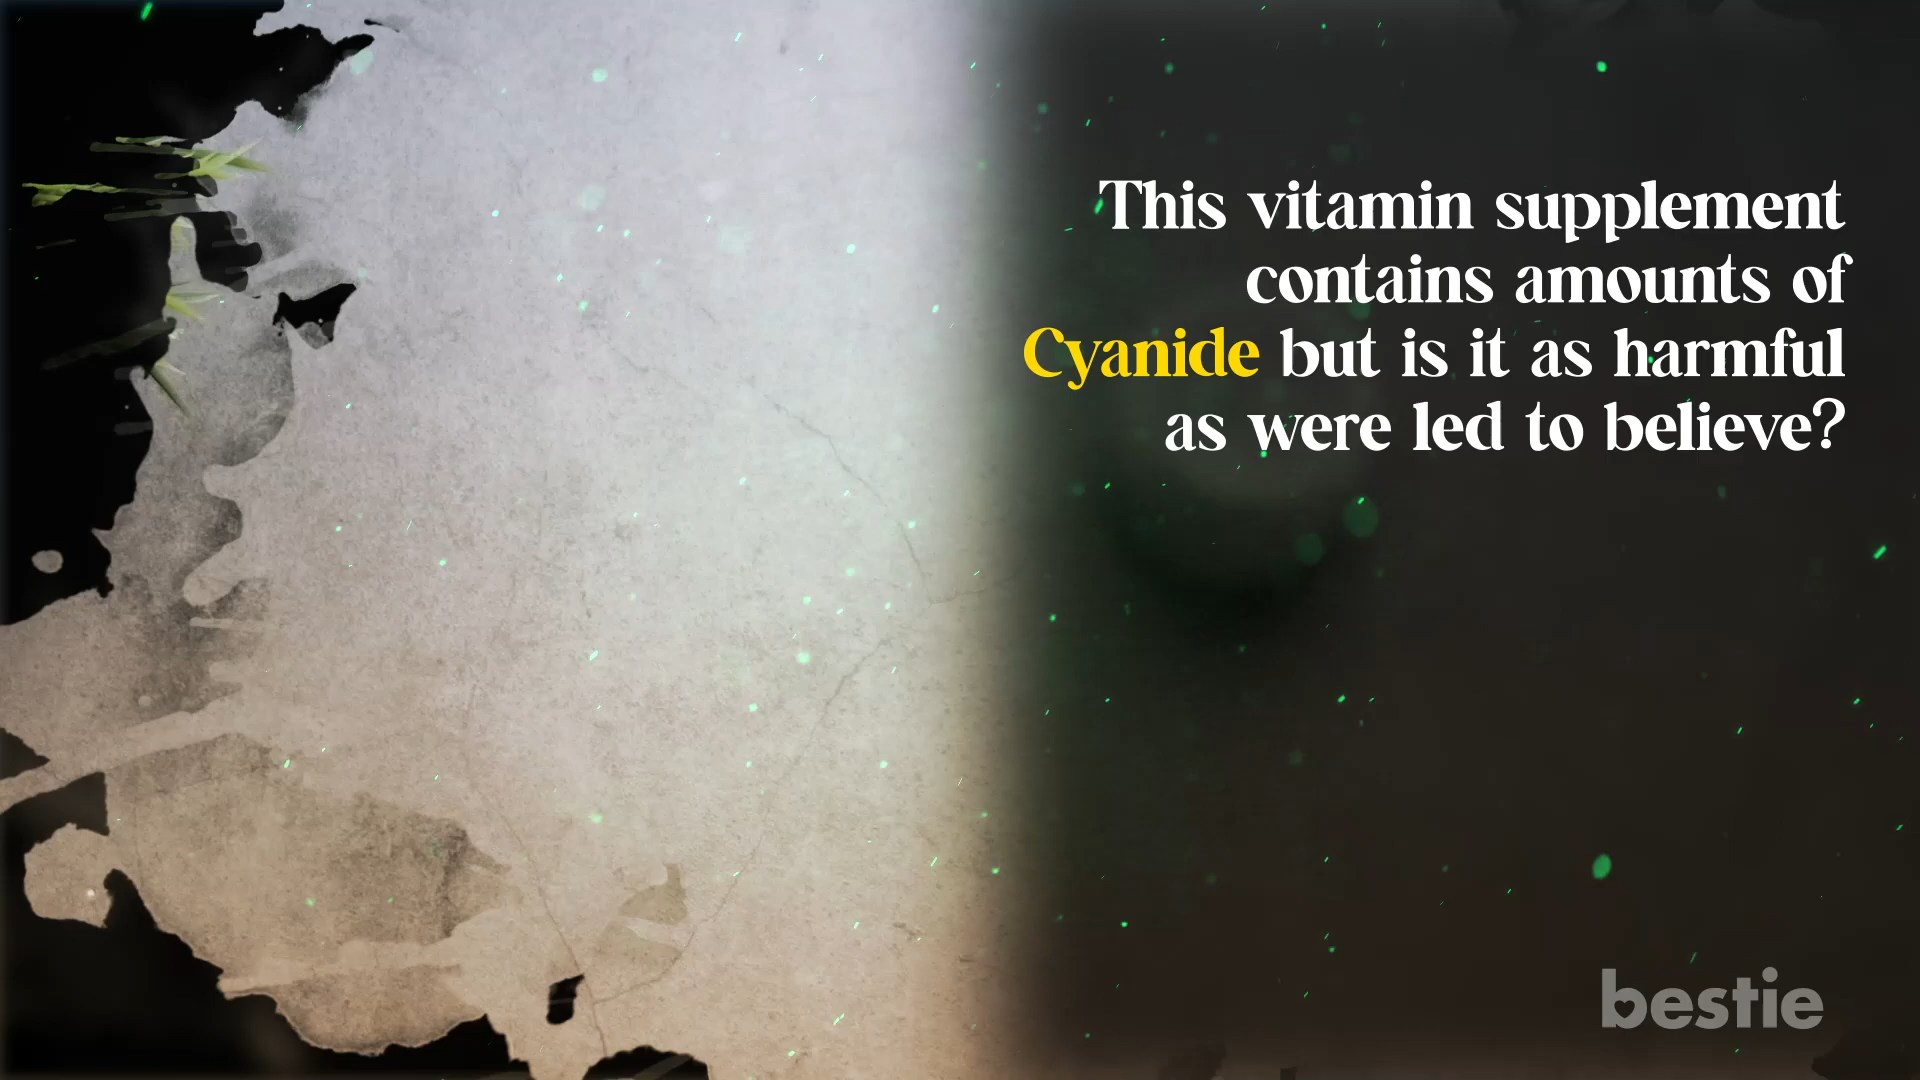 This vitamin supplement
contains amounts of
Cyanide but is it as harmful
as were led to believe?
bestie